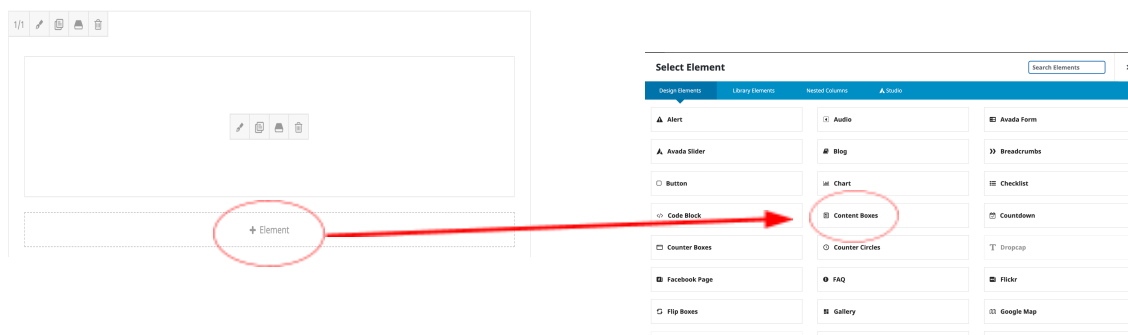 1/1
+ Element
Select Element
Search Elements
Design Elements Library Elements Nested Columns Studio
Alert Audio Avada Form
Avada Slider Blog Breadcrumbs
Button Chart Checklist
Code Block Content Boxes Countdown
Counter Boxes Counter Circles Dropcap
Facebook Page FAQ Flickr
Flip Boxes Gallery Google Map